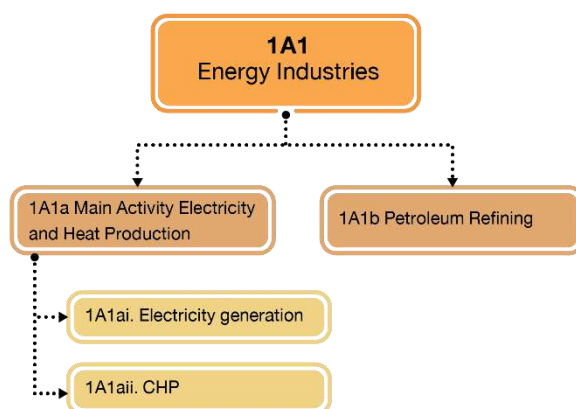 1A1
Energy Industries
1A1a Main Activity Electricity
and Heat Production
1A1b Petroleum Refining
1A1ai. Electricity generation
1A1aii. CHP